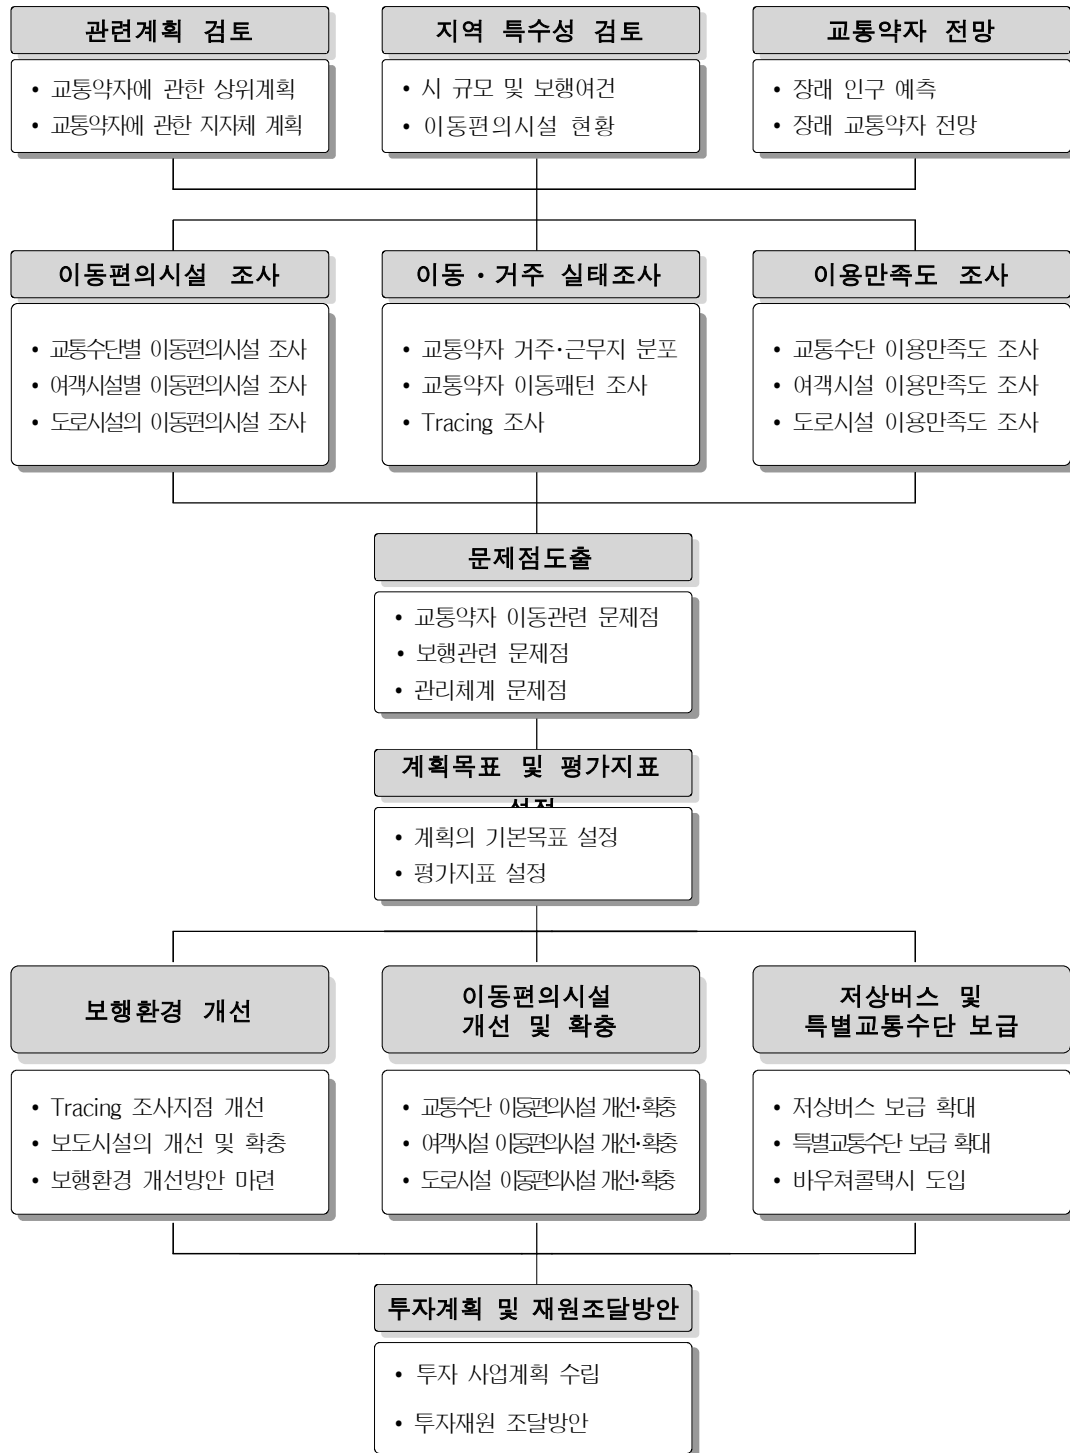 관련계획 검토
• 교통약자에 관한 상위계획
• 교통약자에 관한 지자체 계획
지역 특수성 검토
• 시 규모 및 보행여건
• 이동편의시설 현황
교통약자 전망
• 장래 인구 예측
• 장래 교통약자 전망
이동편의시설 조사
• 교통수단별 이동편의시설 조사
• 여객시설별 이동편의시설 조사
• 도로시설의 이동편의시설 조사
이동・거주 실태조사
• 교통약자 거주・근무지 분포
• 교통약자 이동패턴 조사
• Tracing 조사
이용만족도 조사
• 교통수단 이용만족도 조사
• 여객시설 이용만족도 조사
• 도로시설 이용만족도 조사
문제점도출
• 교통약자 이동관련 문제점
• 보행관련 문제점
• 관리체계 문제점
계획목표 및 평가지표
• 계획의 기본목표 설정
• 평가지표 설정
보행환경 개선
• Tracing 조사지점 개선
• 보도시설의 개선 및 확충
• 보행환경 개선방안 마련
이동편의시설
개선 및 확충
• 교통수단 이동편의시설 개선・확충
• 여객시설 이동편의시설 개선・확충
• 도로시설 이동편의시설 개선・확충
저상버스 및
특별교통수단 보급
• 저상버스 보급 확대
• 특별교통수단 보급 확대
• 바우쳐콜택시 도입
투자계획 및 재원조달방안
• 투자 사업계획 수립
• 투자재원 조달방안